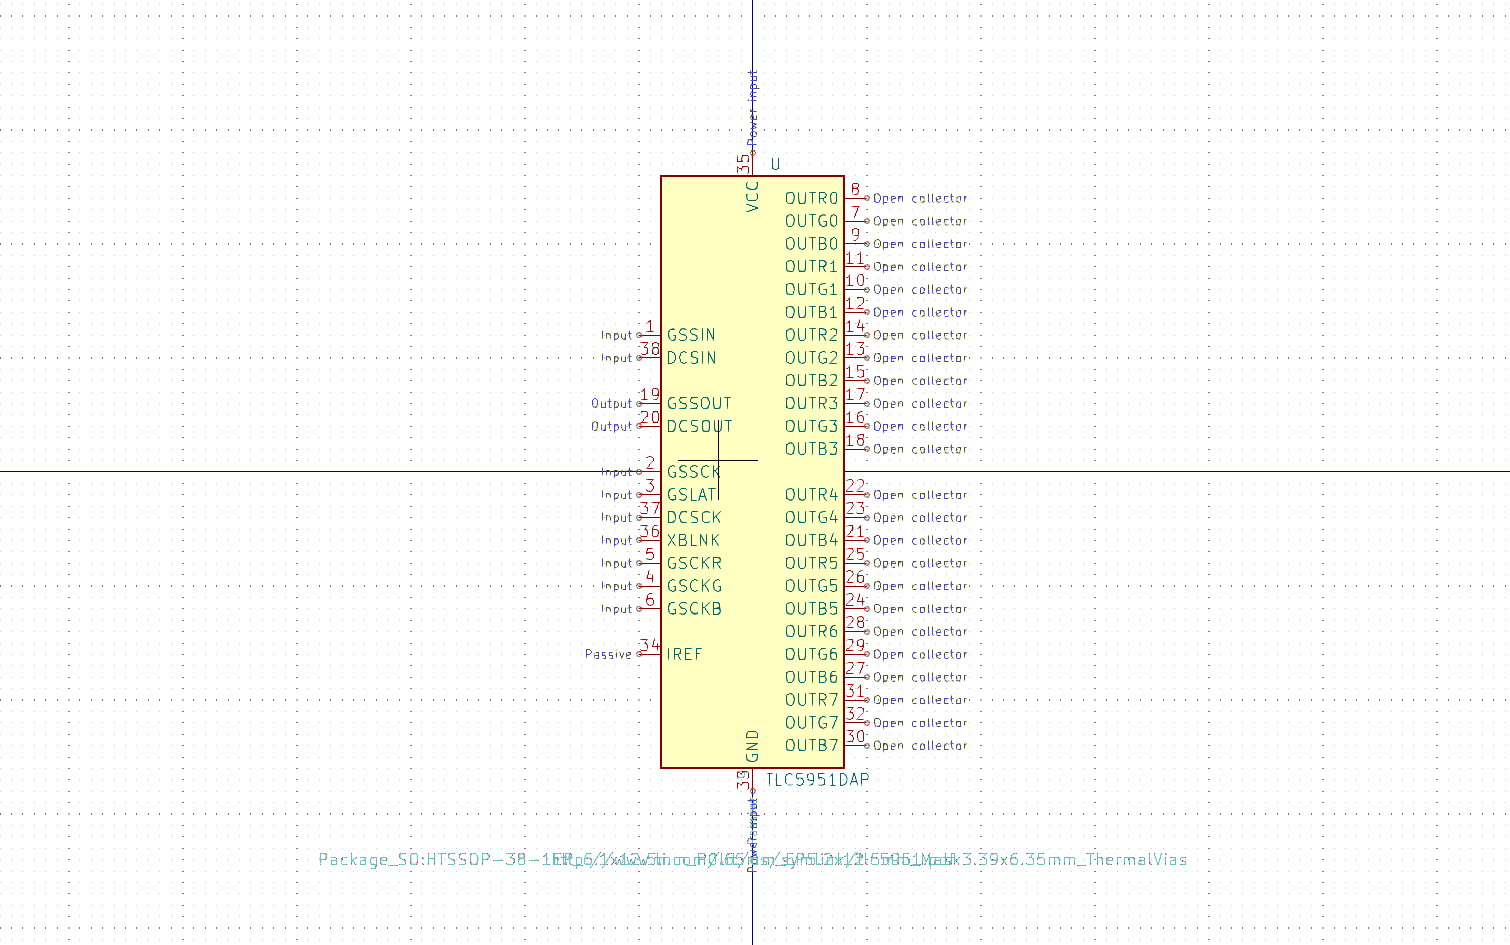 Power input
35
U
VCC
OUTR0 8 Open collector
OUTG0 7 Open collector
OUTB0 9 Open collector
OUTR1 11 Open collector
OUTG1 10 Open collector
OUTB1 12 Open collector
Input 1 GSSIN OUTR2 14 Open collector
Input 38 DCSIN OUTG2 13 Open collector
OUTB2 15 Open collector
Output 19 GSSOUT OUTR3 17 Open collector
Output 20 DCSOUT OUTG3 16 Open collector
OUTB3 18 Open collector
Input 2 GSSCK
Input 3 GSLAT OUTR4 22 Open collector
Input 37 DCSCK OUTG4 23 Open collector
Input 36 XBLNK OUTB4 21 Open collector
Input 5 GSCKR OUTR5 25 Open collector
Input 4 GSCKG OUTG5 26 Open collector
Input 6 GSCKB OUTB5 24 Open collector
OUTR6 28 Open collector
Passive 34 IREF OUTG6 29 Open collector
OUTB6 27 Open collector
OUTR7 31 Open collector
OUTG7 32 Open collector
OUTB7 30 Open collector
GND
39
TLC5951DAP
Package_SO:HTSSOP-38-1EP_6.1x12.5mm_P0.65mm_EP5.2x12.5mm_Mask3.39x6.35mm_ThermalVias